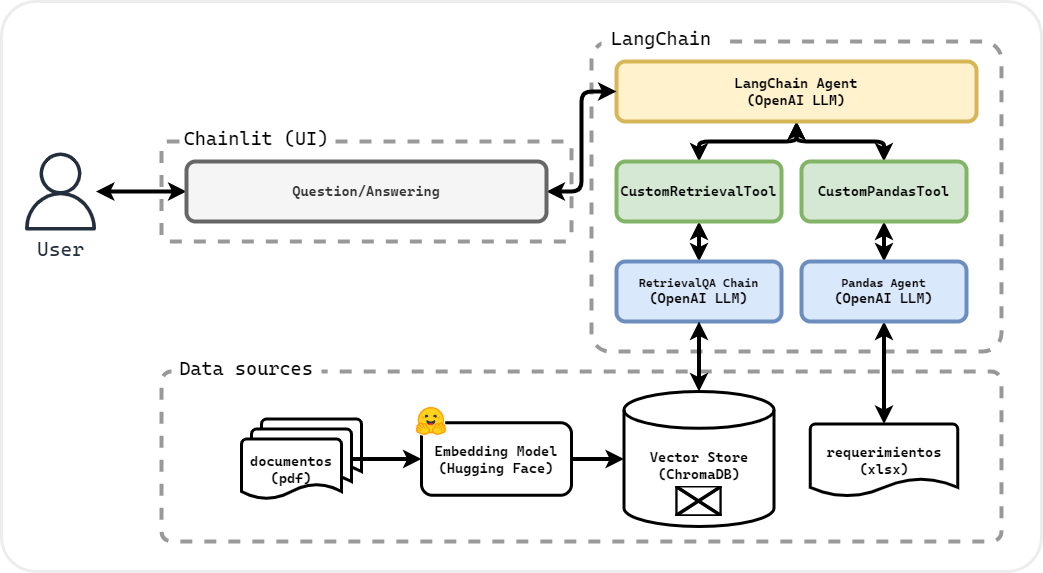 LangChain
LangChain Agent
(OpenAI LLM)
Chainlit (UI)
Question/Answering
CustomRetrievalTool
CustomPandasTool
User
RetrievalQA Chain
(OpenAI LLM)
Pandas Agent
(OpenAI LLM)
Data sources
documentos
(pdf)
Embedding Model
(Hugging Face)
Vector Store
(ChromaDB)
requerimientos
(xlsx)